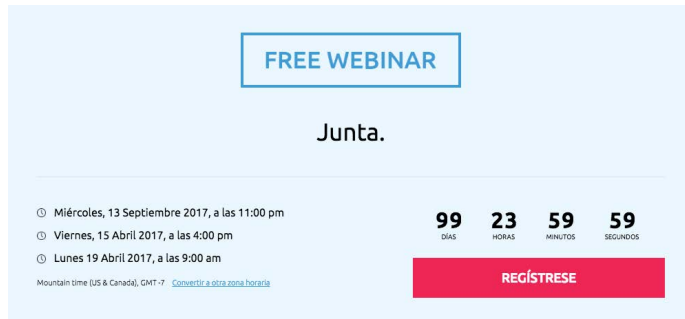 FREE WEBINAR
Junta.
Miércoles, 13 Septiembre 2017, a las 11:00 pm
Viernes, 15 Abril 2017, a las 4:00 pm
Lunes 19 Abril 2017, a las 9:00 am
Mountain time (US & Canada), GMT -7 Convertir a otra zona horaria
99 23 59 59
DÍAS HORAS MINUTOS SEGUNDOS
REGÍSTRESE